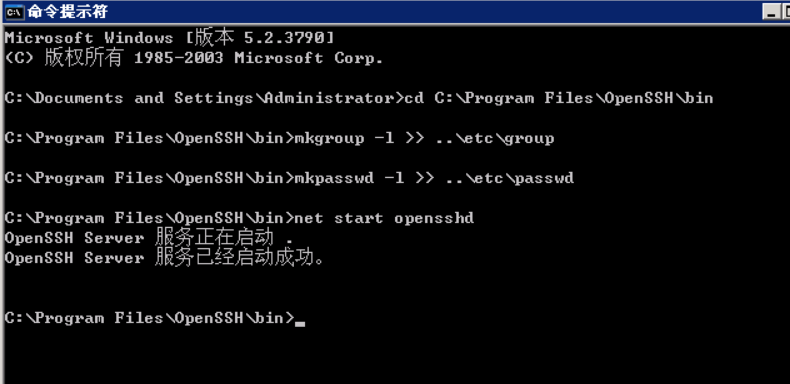 命令提示符
Microsoft Windows [版本 5.2.3790]
(C) 版权所有 1985-2003 Microsoft Corp.
C:\Documents and Settings\Administrator>cd C:\Program Files\OpenSSH\bin
C:\Program Files\OpenSSH\bin>mkgroup -l >> ..\etc\group
C:\Program Files\OpenSSH\bin>mkpasswd -l >> ..\etc\passwd
C:\Program Files\OpenSSH\bin>net start opensshd
OpenSSH Server 服务正在启动 .
OpenSSH Server 服务已经启动成功。
C:\Program Files\OpenSSH\bin>_